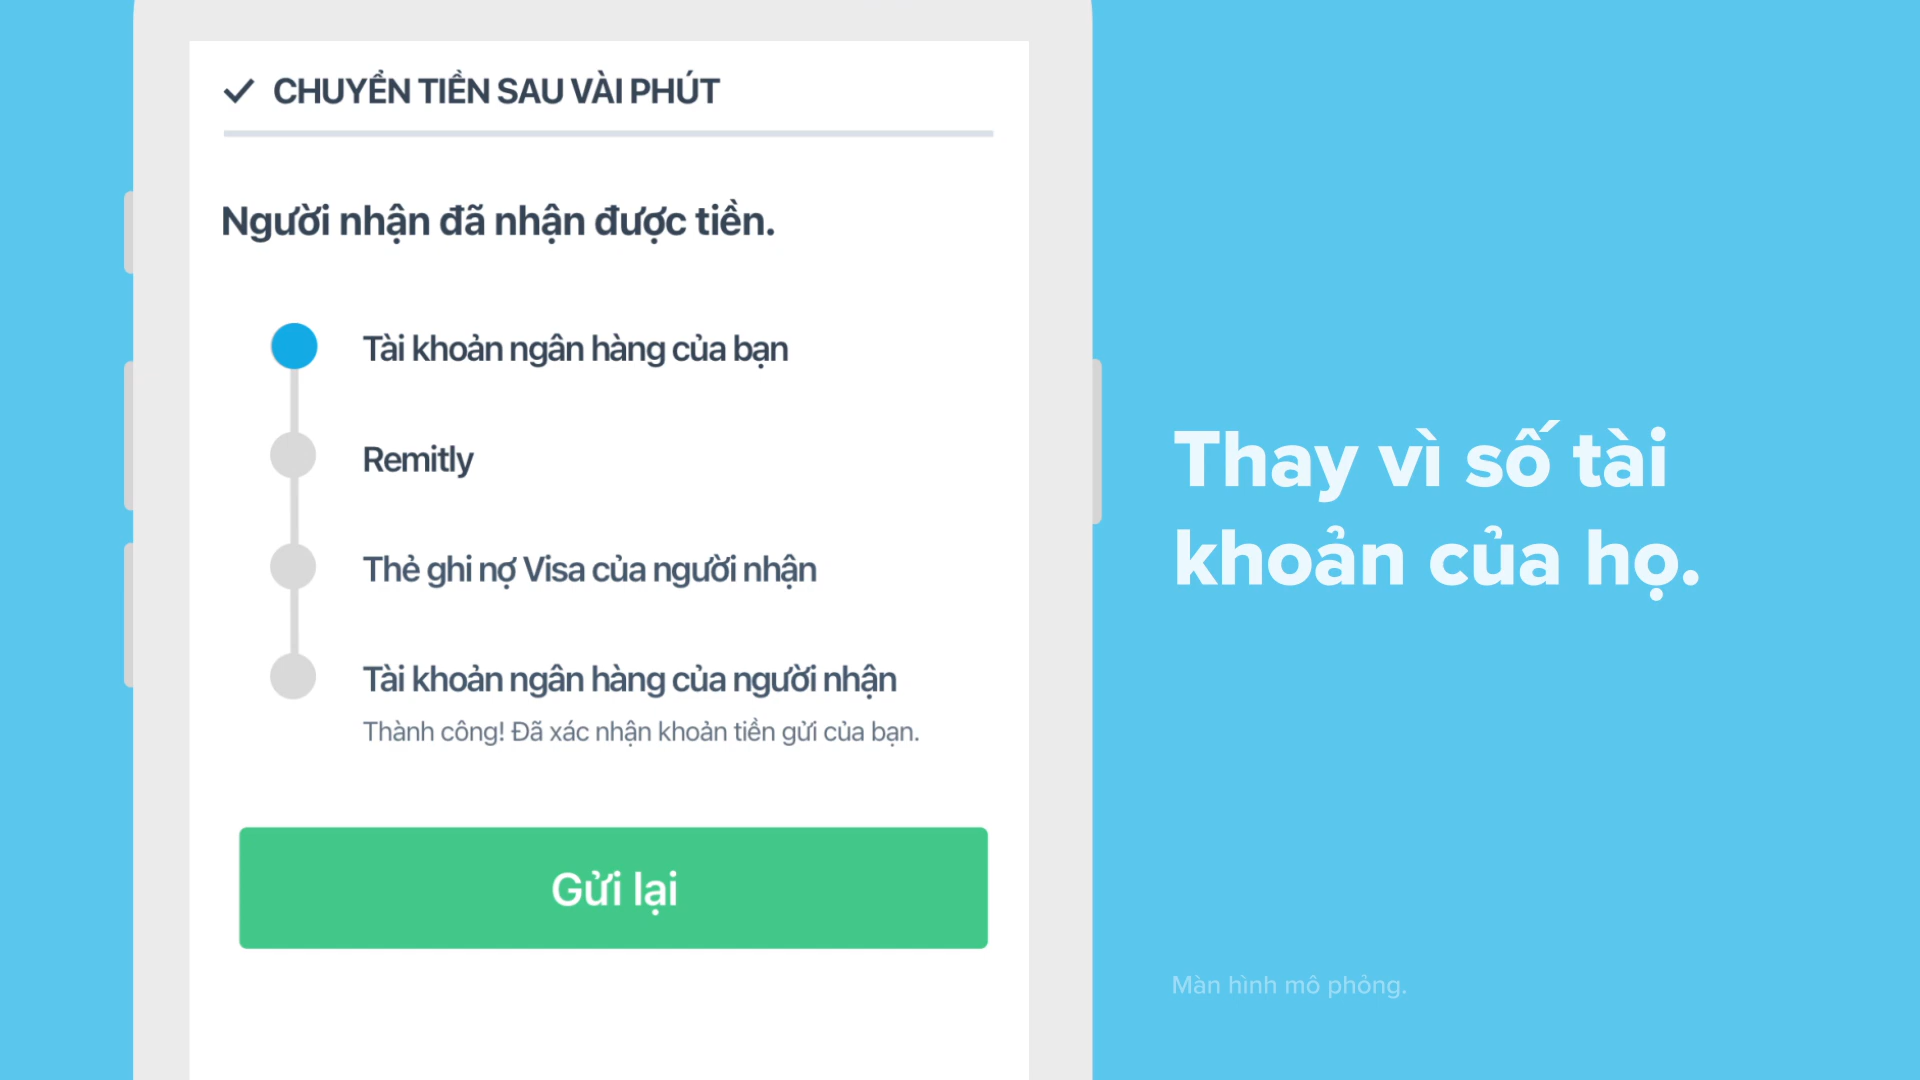 CHUYỂN TIỀN SAU VÀI PHÚT
Người nhận đã nhận được tiền.
Tài khoản ngân hàng của bạn
Remitly
Thẻ ghi nợ Visa của người nhận
Tài khoản ngân hàng của người nhận
Thành công! Đã xác nhận khoản tiền gửi của bạn.
Gửi lại
Thay vì số tài
khoản của họ.
Màn hình mô phỏng.